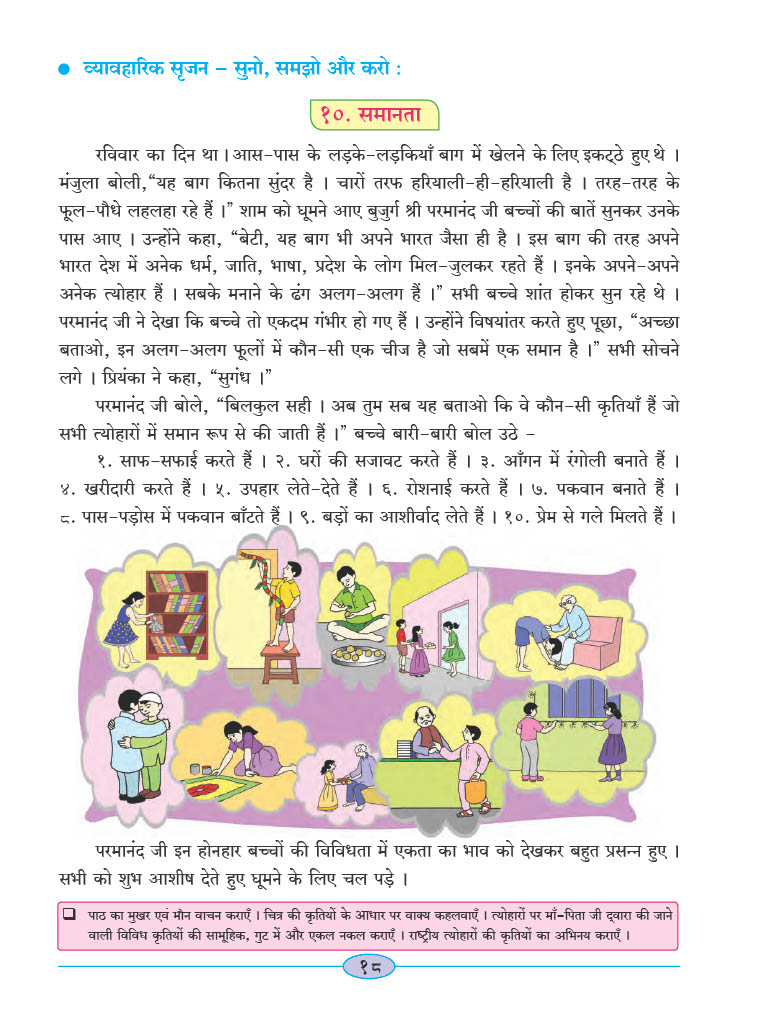 ● व्यावहारिक सृजन – सुनो, समझो और करो :
१०. समानता
रविवार का दिन था । आस-पास के लड़के-लड़कियाँ बाग में खेलने के लिए इकट्ठे हुए थे ।
मंजुला बोली,“यह बाग कितना सुंदर है । चारों तरफ हरियाली-ही-हरियाली है । तरह-तरह के
फूल-पौधे लहलहा रहे हैं ।” शाम को घूमने आए बुजुर्ग श्री परमानंद जी बच्चों की बातें सुनकर उनके
पास आए । उन्होंने कहा, “बेटी, यह बाग भी अपने भारत जैसा ही है । इस बाग की तरह अपने
भारत देश में अनेक धर्म, जाति, भाषा, प्रदेश के लोग मिल-जुलकर रहते हैं । इनके अपने-अपने
अनेक त्योहार हैं । सबके मनाने के ढंग अलग-अलग हैं ।” सभी बच्चे शांत होकर सुन रहे थे ।
परमानंद जी ने देखा कि बच्चे तो एकदम गंभीर हो गए हैं । उन्होंने विषयांतर करते हुए पूछा, “अच्छा
बताओ, इन अलग-अलग फूलों में कौन-सी एक चीज है जो सबमें एक समान है ।” सभी सोचने
लगे । प्रियंका ने कहा, “सुगंध ।”
परमानंद जी बोले, “बिलकुल सही । अब तुम सब यह बताओ कि वे कौन-सी कृतियाँ हैं जो
सभी त्योहारों में समान रूप से की जाती हैं ।” बच्चे बारी-बारी बोल उठे –
१. साफ-सफाई करते हैं । २. घरों की सजावट करते हैं । ३. आँगन में रंगोली बनाते हैं ।
४. खरीदारी करते हैं । ५. उपहार लेते-देते हैं । ६. रोशनाई करते हैं । ७. पकवान बनाते हैं ।
८. पास-पड़ोस में पकवान बाँटते हैं । ९. बड़ों का आशीर्वाद लेते हैं । १०. प्रेम से गले मिलते हैं ।
परमानंद जी इन होनहार बच्चों की विविधता में एकता का भाव को देखकर बहुत प्रसन्न हुए ।
सभी को शुभ आशीष देते हुए घूमने के लिए चल पड़े ।
❑ पाठ का मुखर एवं मौन वाचन कराएँ । चित्र की कृतियों के आधार पर वाक्य कहलवाएँ । त्योहारों पर माँ-पिता जी द्वारा की जाने
वाली विविध कृतियों की सामूहिक, गुट में और एकल नकल कराएँ । राष्ट्रीय त्योहारों की कृतियों का अभिनय कराएँ ।
१८